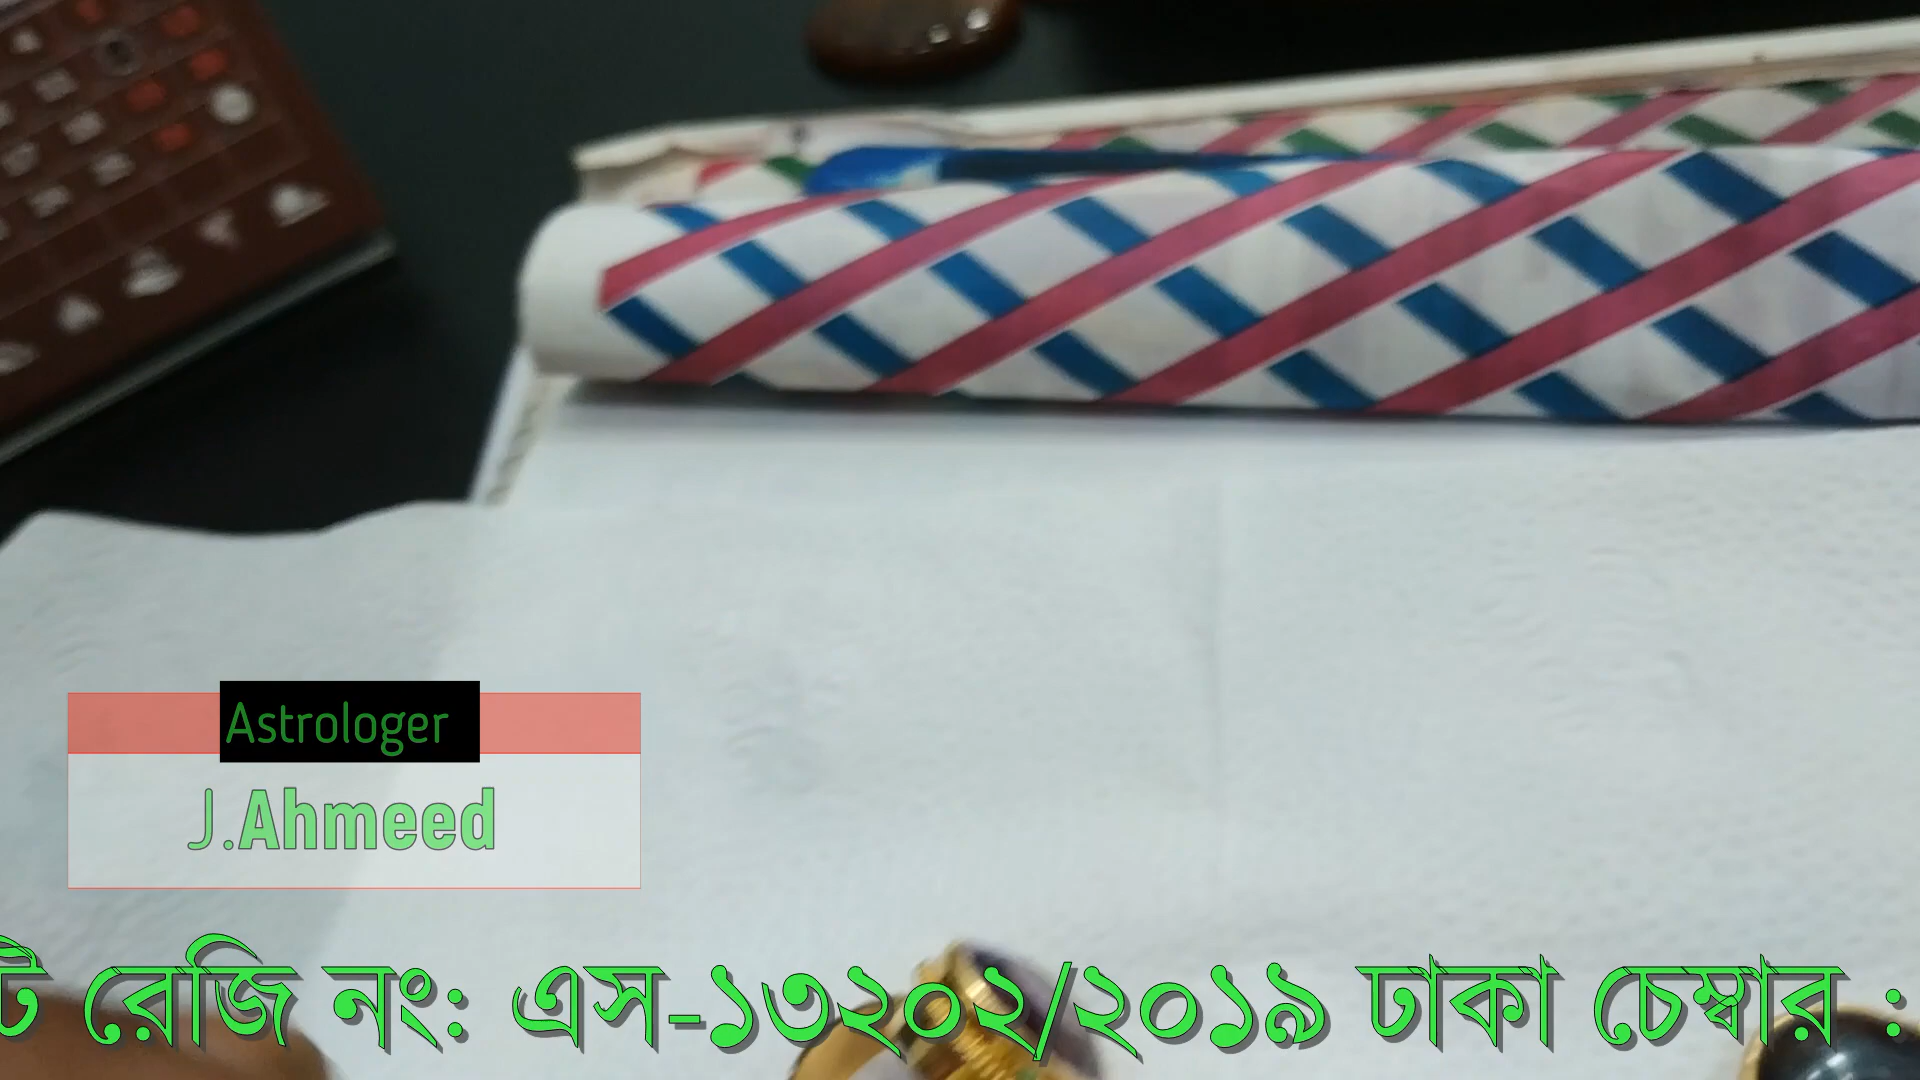 Astrologer
J.Ahmeed
টি রেজি নং: এস-১৩২০২/২০১৯ ঢাকা চেম্বার :